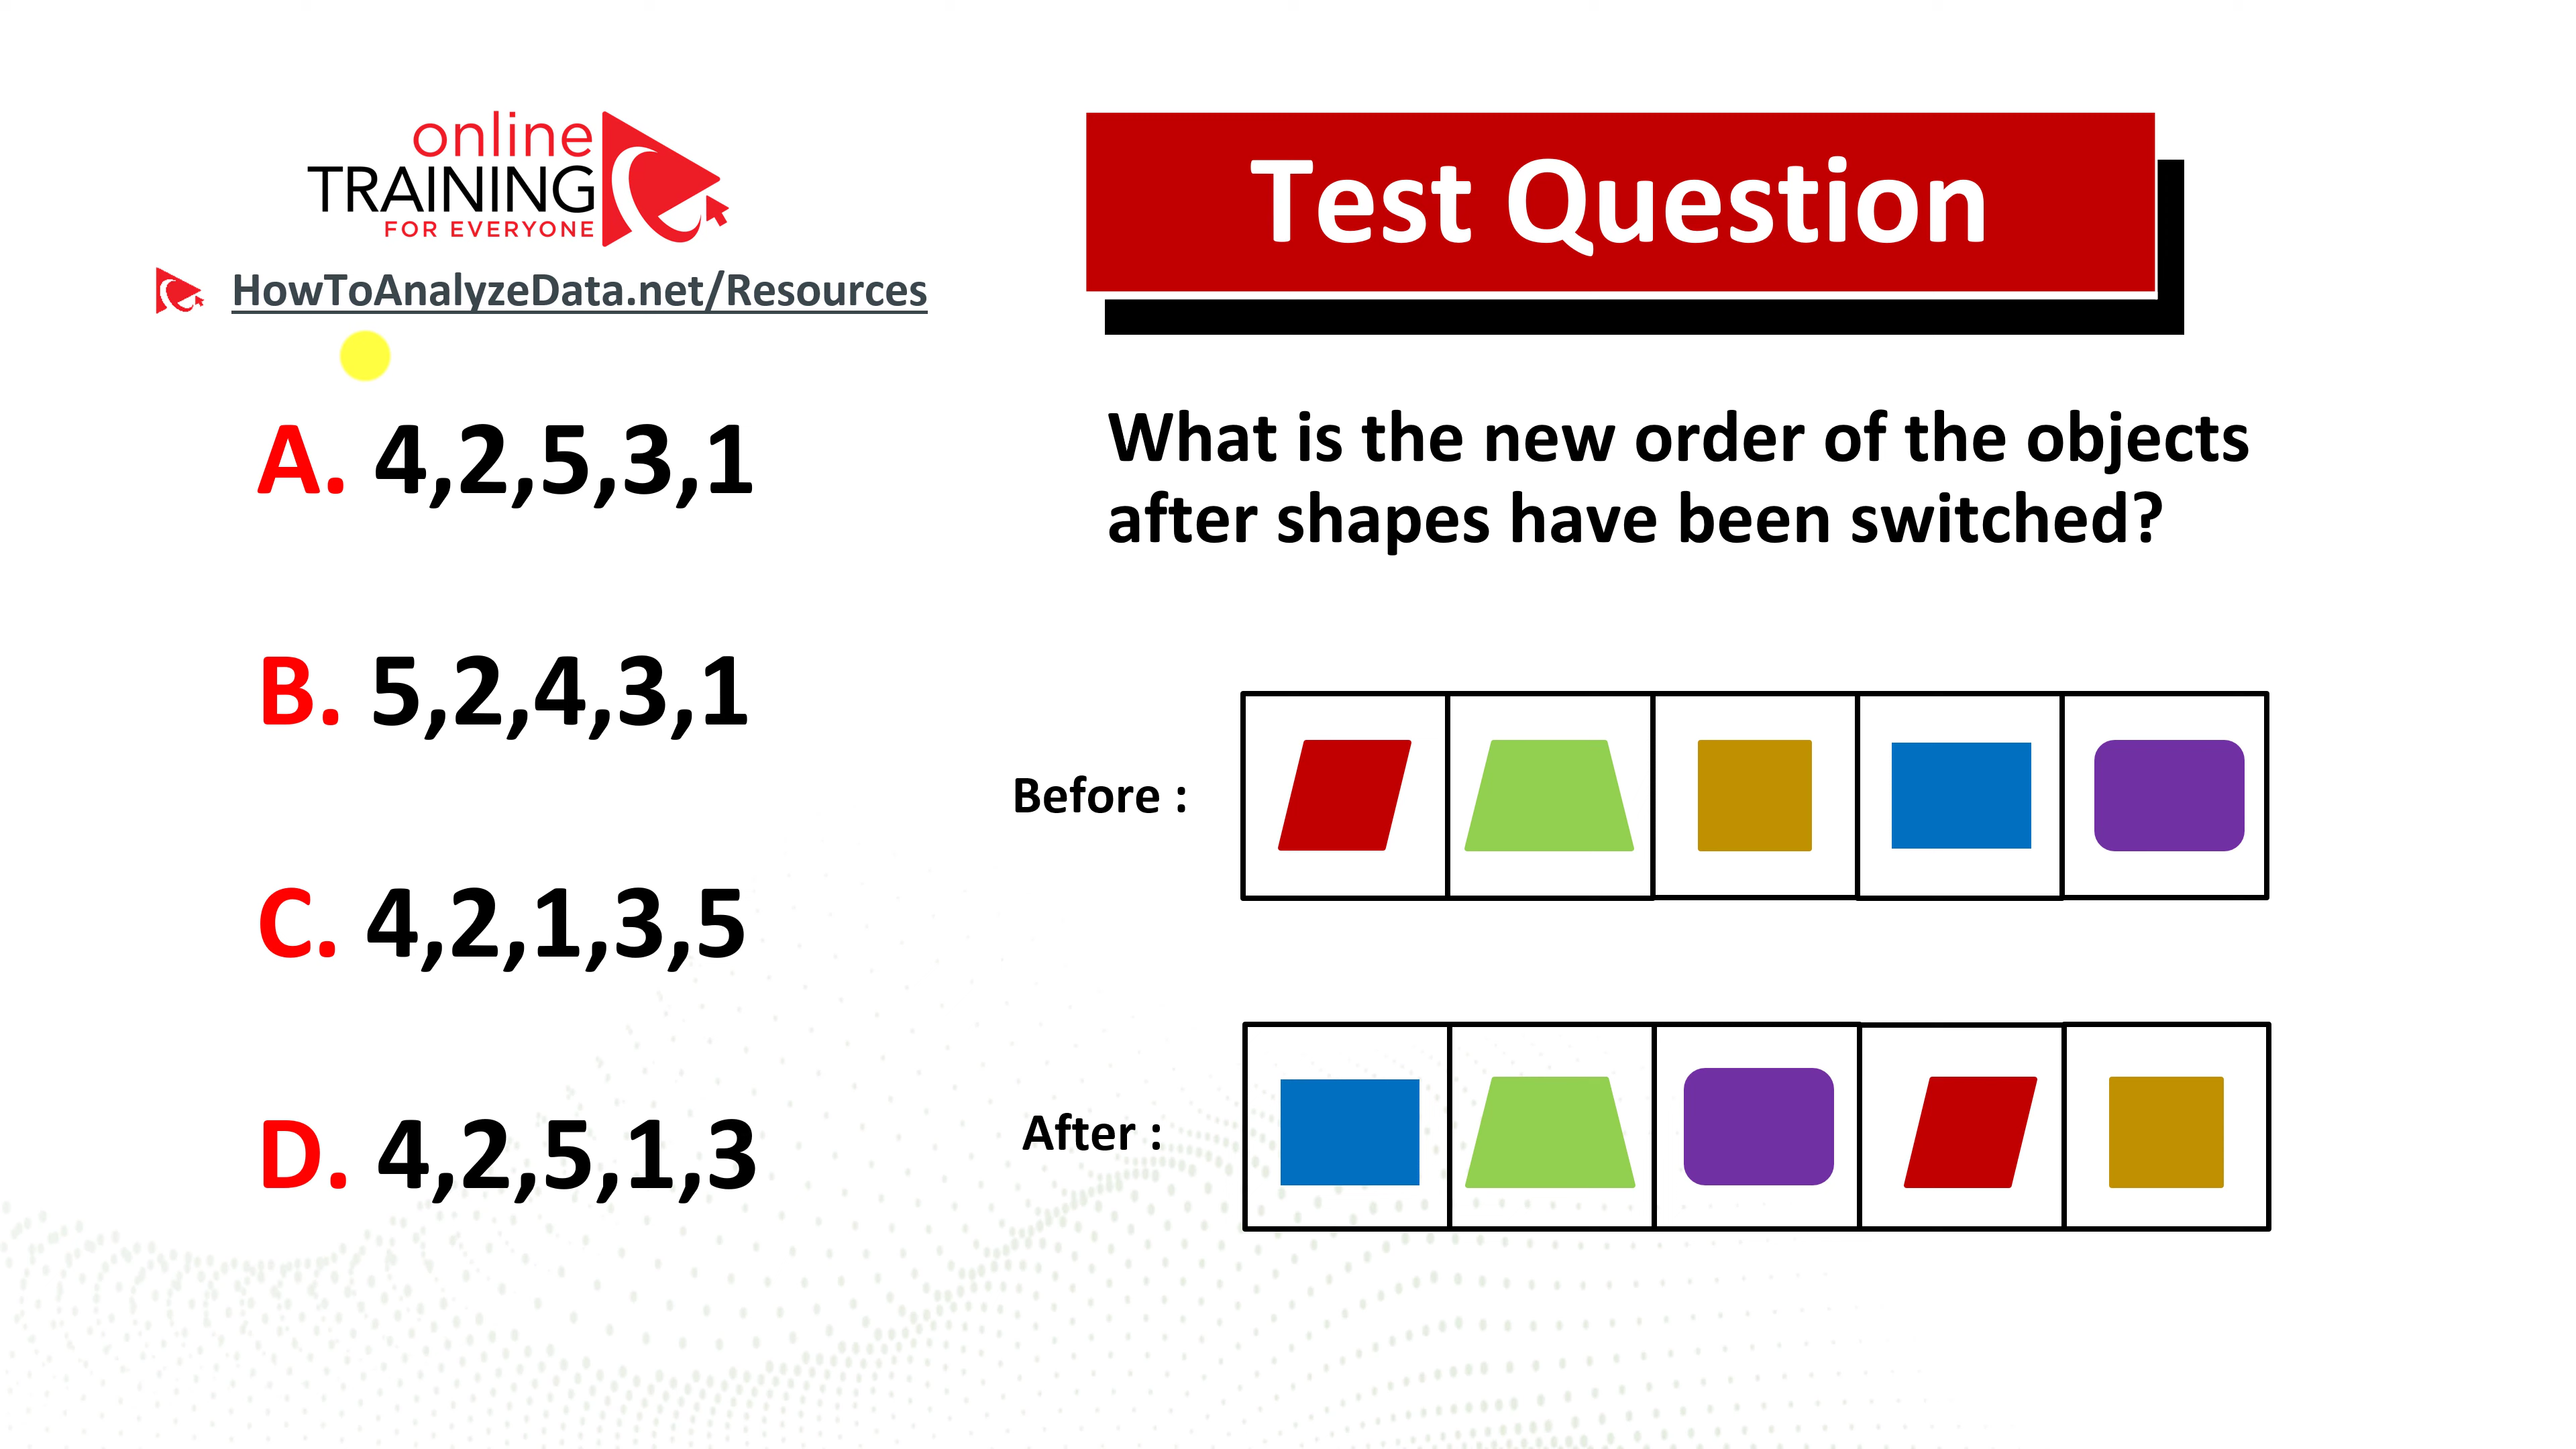 online
TRAINING
FOR EVERYONE
HowToAnalyzeData.net/Resources
Test Question
A. 4,2,5,3,1
B. 5,2,4,3,1
C. 4,2,1,3,5
D. 4,2,5,1,3
What is the new order of the objects
after shapes have been switched?
Before :
After :